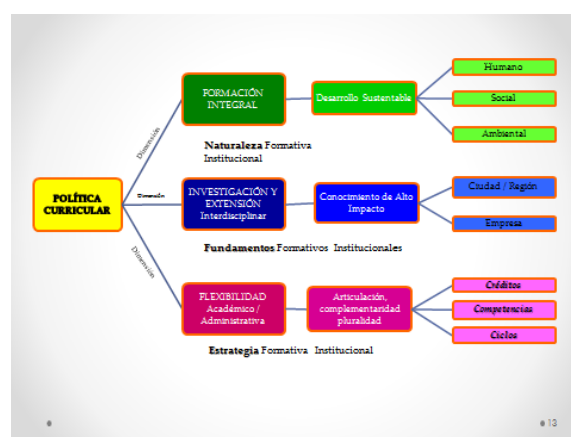 POLÍTICA
CURRICULAR
Dimensión
FORMACIÓN
INTEGRAL
Desarrollo Sustentable
Humano
Social
Ambiental
Naturaleza Formativa
Institucional
Dimensión
INVESTIGACIÓN Y
EXTENSIÓN
Interdisciplinar
Conocimiento de Alto
Impacto
Ciudad / Región
Empresa
Fundamentos Formativos Institucionales
Dimensión
FLEXIBILIDAD
Académico /
Administrativa
Articulación,
complementaridad
pluralidad
Créditos
Competencias
Ciclos
Estrategia Formativa Institucional
13